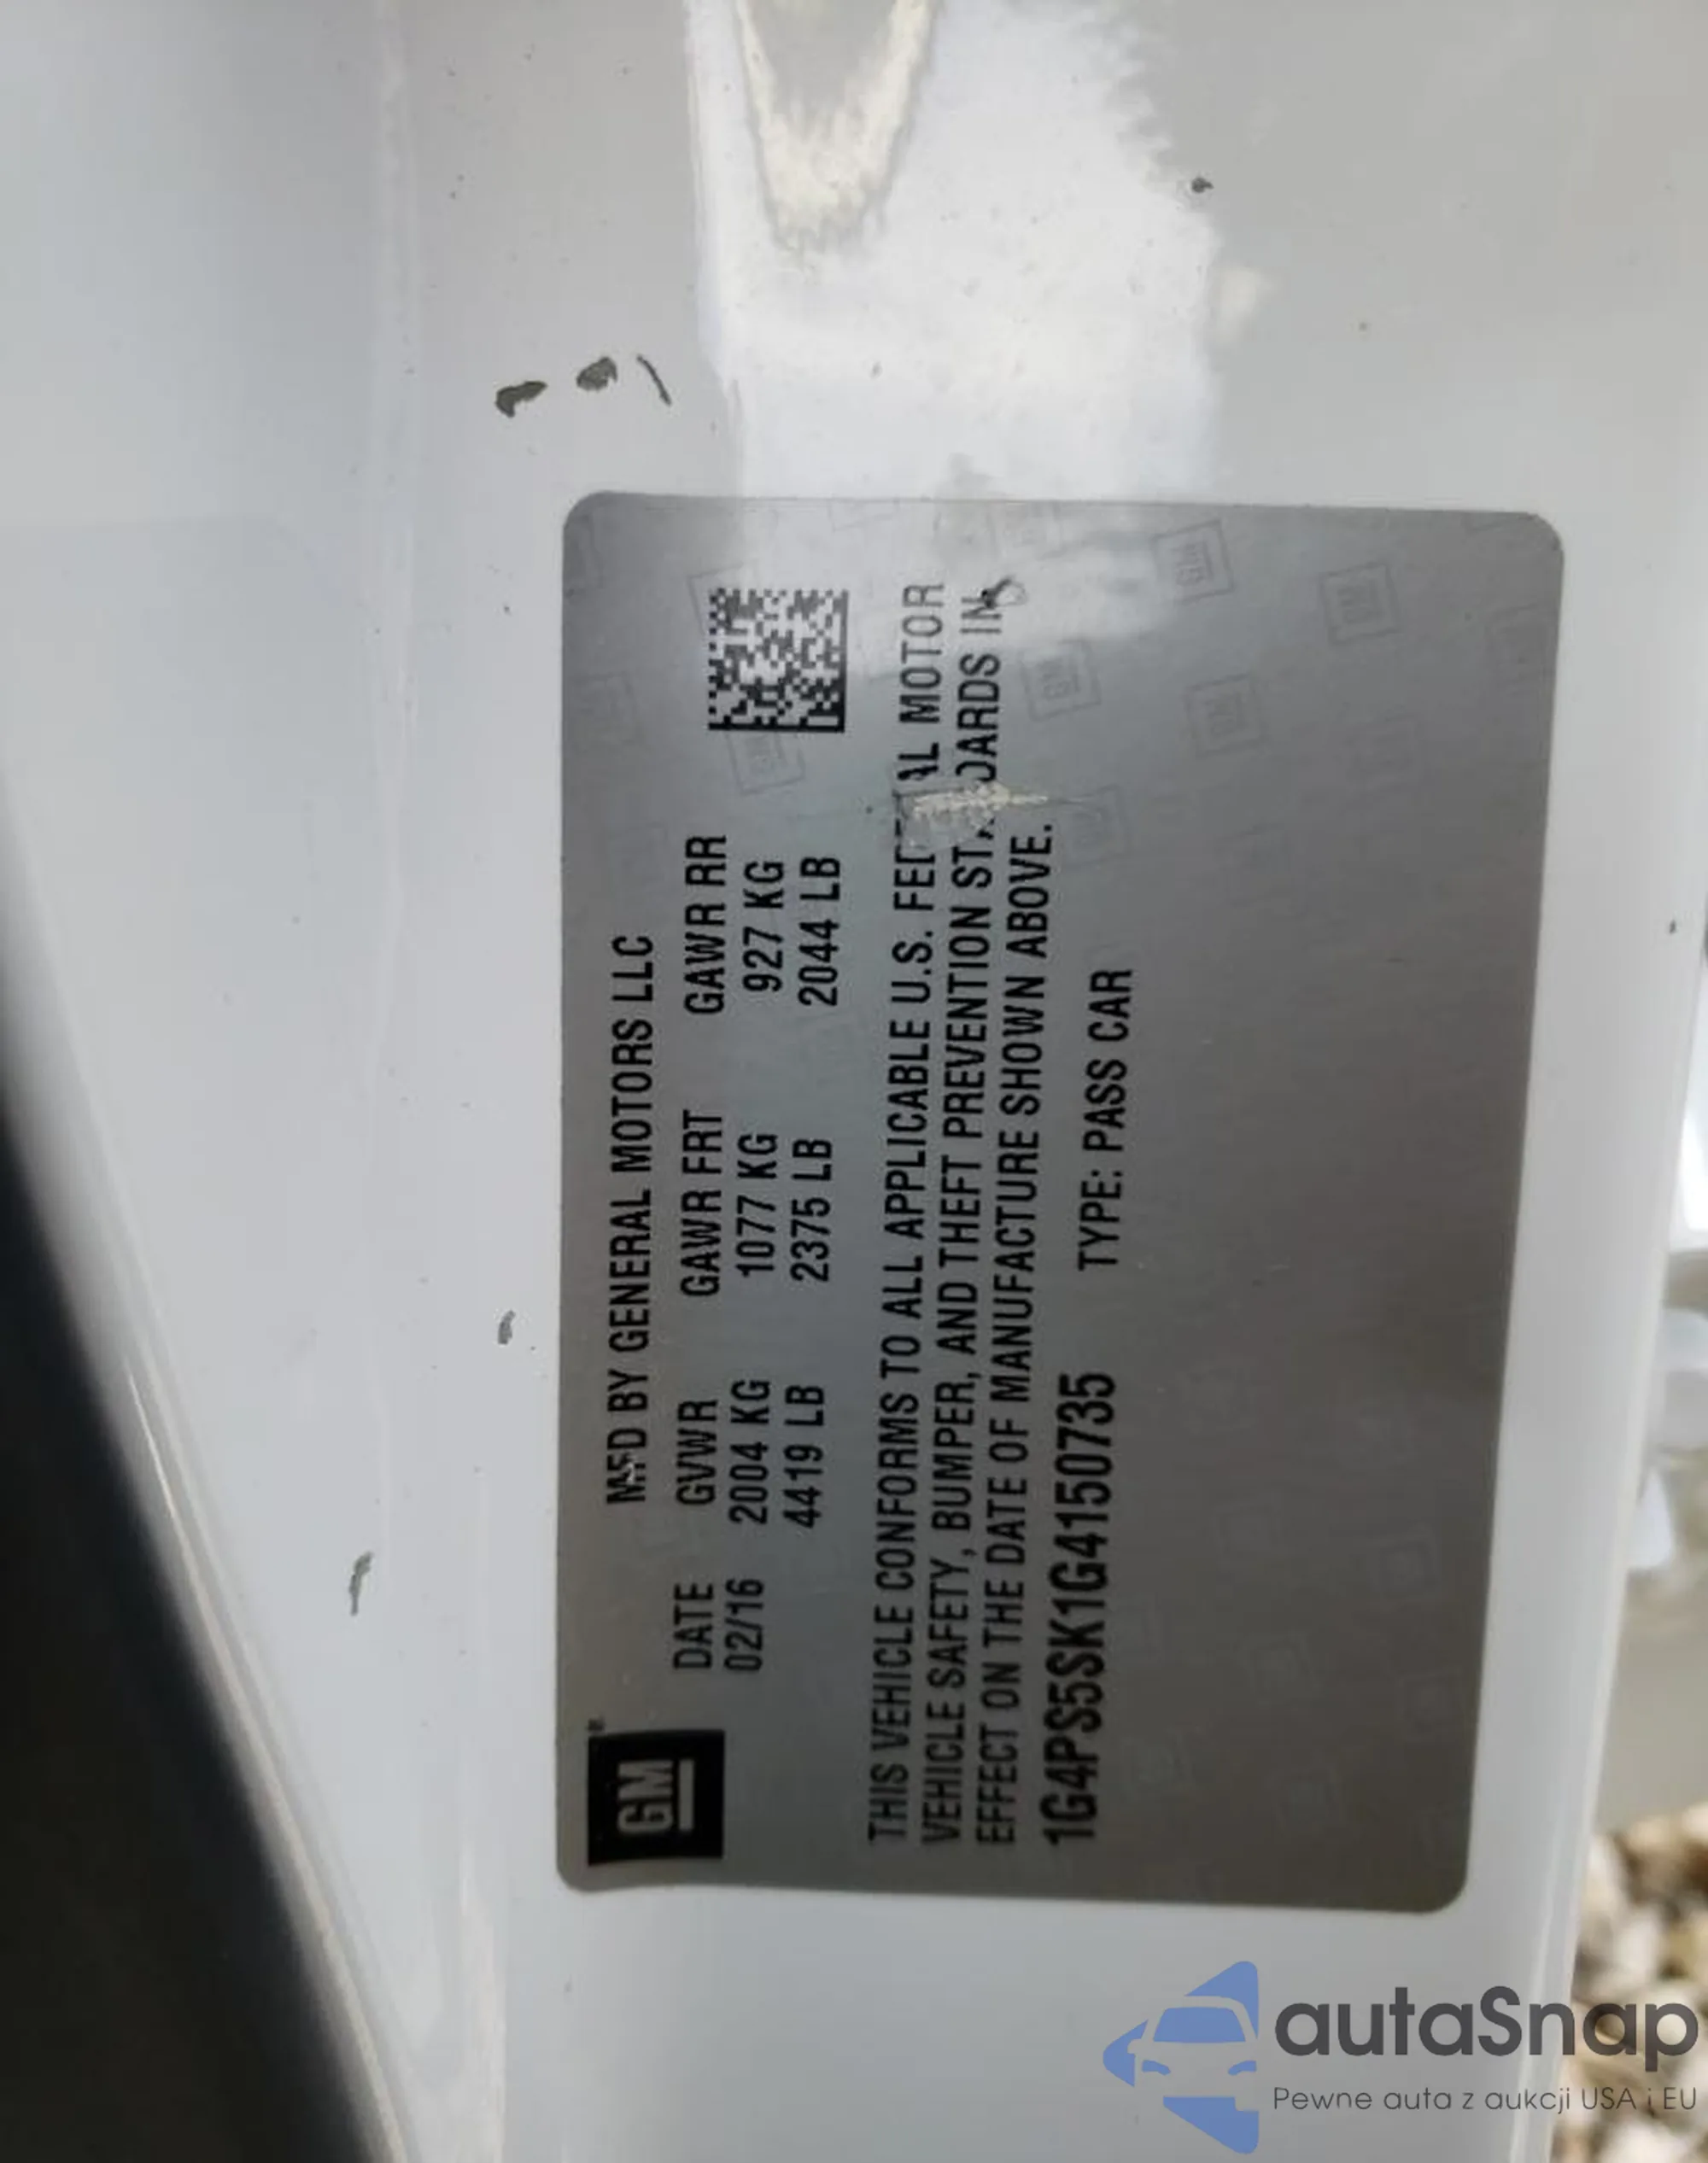 GM
MFD BY GENERAL MOTORS LLC
DATE GVWR GAWR FRT GAWR RR
02/16 2004 KG 1077 KG 927 KG
4419 LB 2375 LB 2044 LB
THIS VEHICLE CONFORMS TO ALL APPLICABLE U.S. FEDERAL MOTOR
VEHICLE SAFETY, BUMPER, AND THEFT PREVENTION STANDARDS IN
EFFECT ON THE DATE OF MANUFACTURE SHOWN ABOVE.
1G4PS5SK1G4150735 TYPE: PASS CAR
autaSnap
Pewne auta z aukcji USA i EU